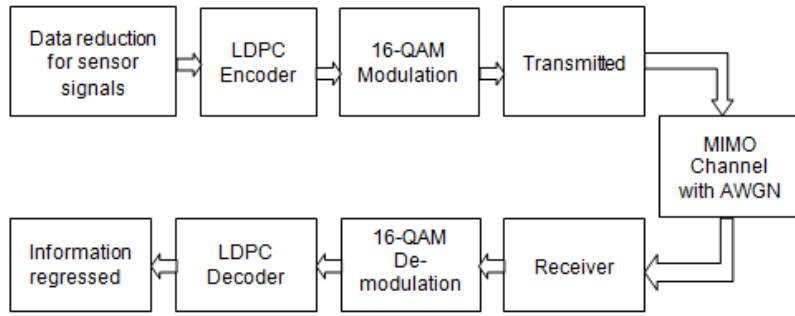 Data reduction
for sensor
signals
LDPC
Encoder
16-QAM
Modulation
Transmitted
MIMO
Channel
with AWGN
Information
regressed
LDPC
Decoder
16-QAM
De-
modulation
Receiver